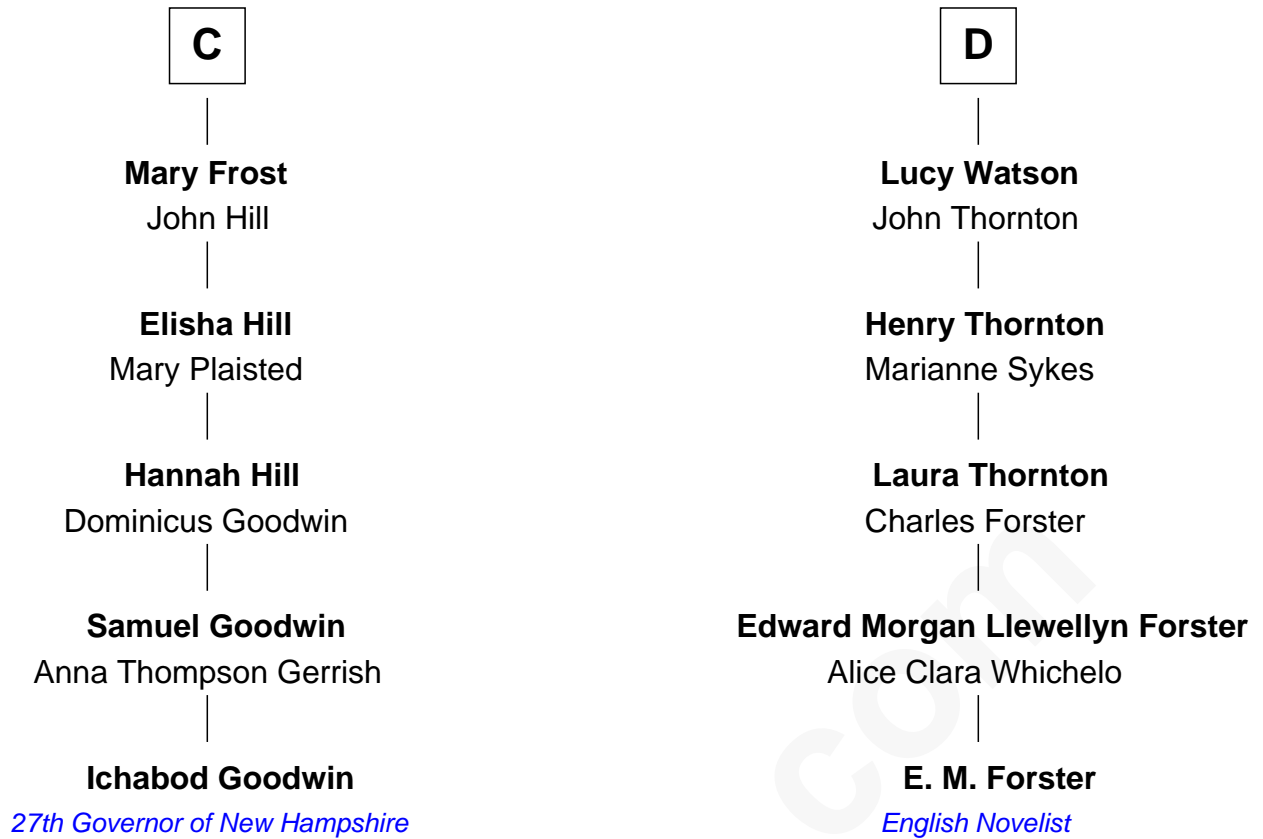 C
Mary Frost
John Hill
Elisha Hill
Mary Plaisted
Hannah Hill
Dominicus Goodwin
Samuel Goodwin
Anna Thompson Gerrish
Ichabod Goodwin
27th Governor of New Hampshire
D
Lucy Watson
John Thornton
Henry Thornton
Marianne Sykes
Laura Thornton
Charles Forster
Edward Morgan Llewellyn Forster
Alice Clara Whichelo
E. M. Forster
English Novelist
com